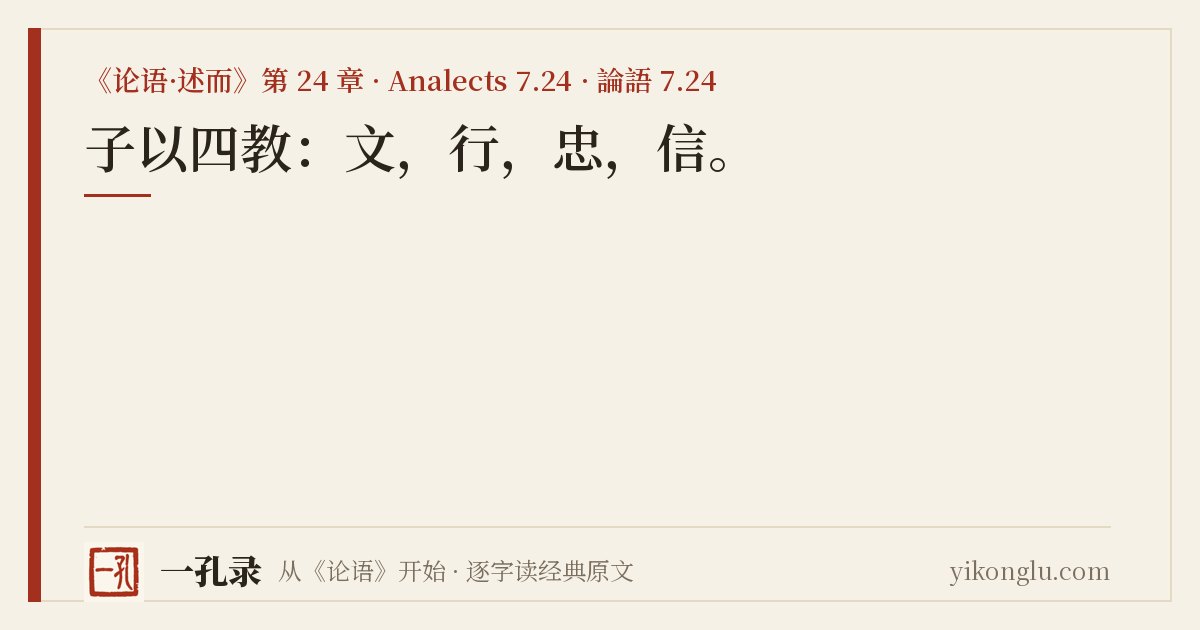 《论语·述而》第 24 章 · Analects 7.24 · 論語 7.24
子以四教：文，行，忠，信。
一孔
一孔录 从《论语》开始 · 逐字读经典原文 yikonglu.com